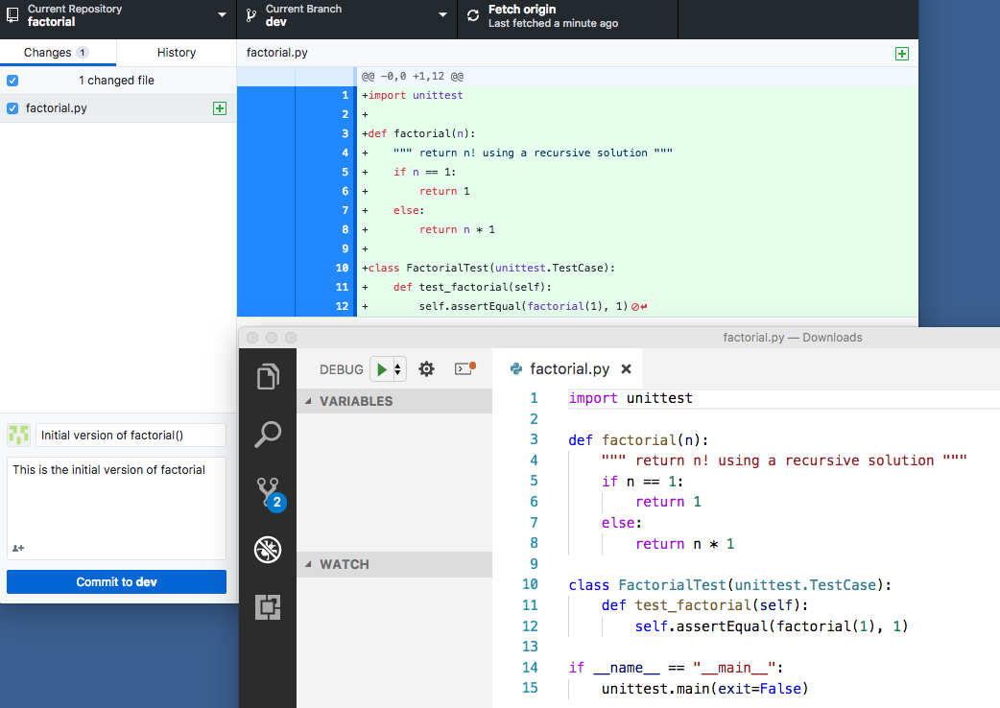 Current Repository
factorial
Current Branch
dev
Fetch origin
Last fetched a minute ago
Changes 1
History
1 changed file
factorial.py
factorial.py
@@ -0,0 +1,12 @@
1 +import unittest
2 +
3 +def factorial(n):
4 +    """ return n! using a recursive solution """
5 +    if n == 1:
6 +        return 1
7 +    else:
8 +        return n * 1
9 +
10 +class FactorialTest(unittest.TestCase):
11 +    def test_factorial(self):
12 +        self.assertEqual(factorial(1), 1)
Initial version of factorial()
This is the initial version of factorial
Commit to dev
factorial.py — Downloads
2
DEBUG
VARIABLES
WATCH
factorial.py
1 import unittest
2
3 def factorial(n):
4     """ return n! using a recursive solution """
5     if n == 1:
6         return 1
7     else:
8         return n * 1
9
10 class FactorialTest(unittest.TestCase):
11     def test_factorial(self):
12         self.assertEqual(factorial(1), 1)
13
14 if __name__ == "__main__":
15     unittest.main(exit=False)